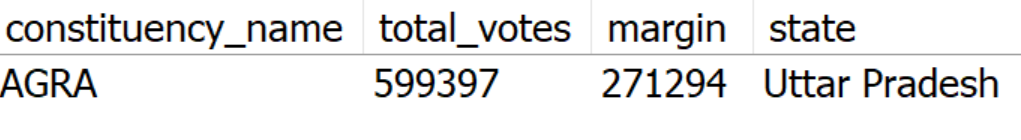 constituency_name total_votes margin state
AGRA 599397 271294 Uttar Pradesh